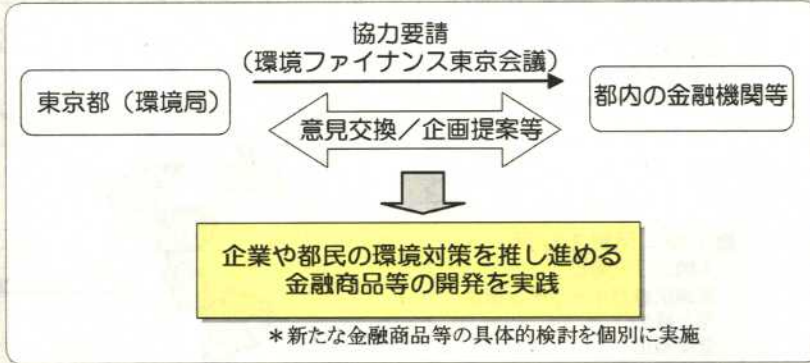 協力要請
（環境ファイナンス東京会議）
東京都（環境局）
都内の金融機関等
意見交換／企画提案等
企業や都民の環境対策を推し進める
金融商品等の開発を実践
＊新たな金融商品等の具体的検討を個別に実施